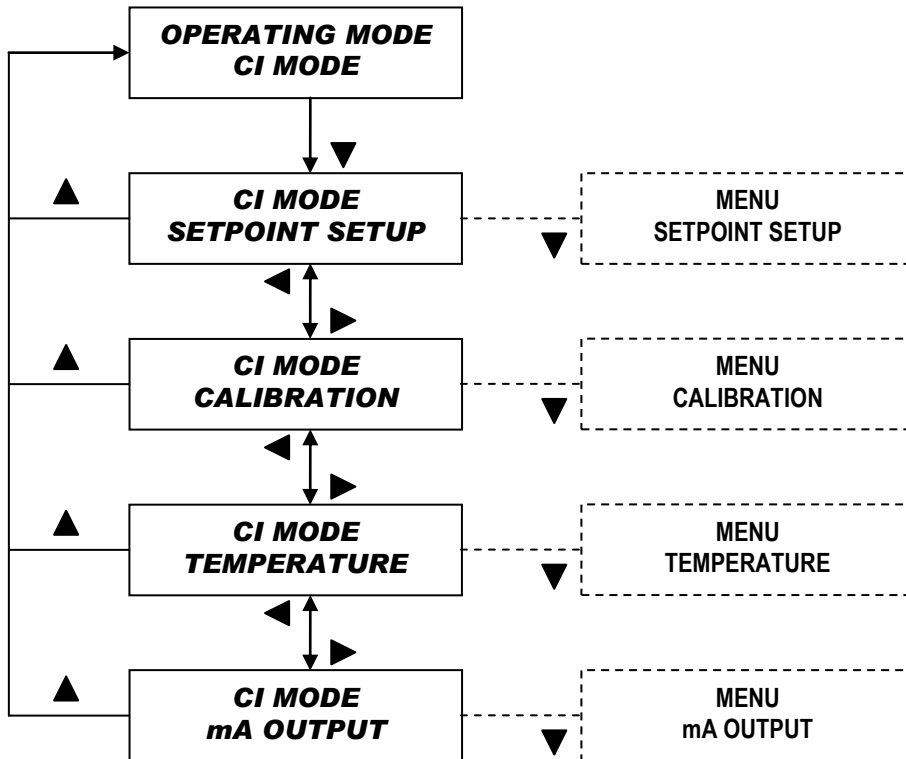 OPERATING MODE
CI MODE
CI MODE
SETPOINT SETUP
MENU
SETPOINT SETUP
CI MODE
CALIBRATION
MENU
CALIBRATION
CI MODE
TEMPERATURE
MENU
TEMPERATURE
CI MODE
mA OUTPUT
MENU
mA OUTPUT